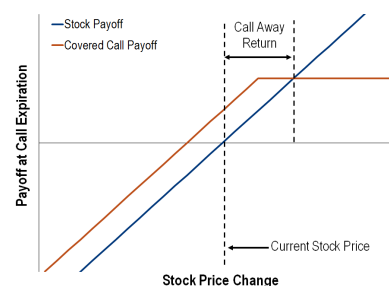 Stock Payoff
Covered Call Payoff
Call Away
Return
Payoff at Call Expiration
Current Stock Price
Stock Price Change